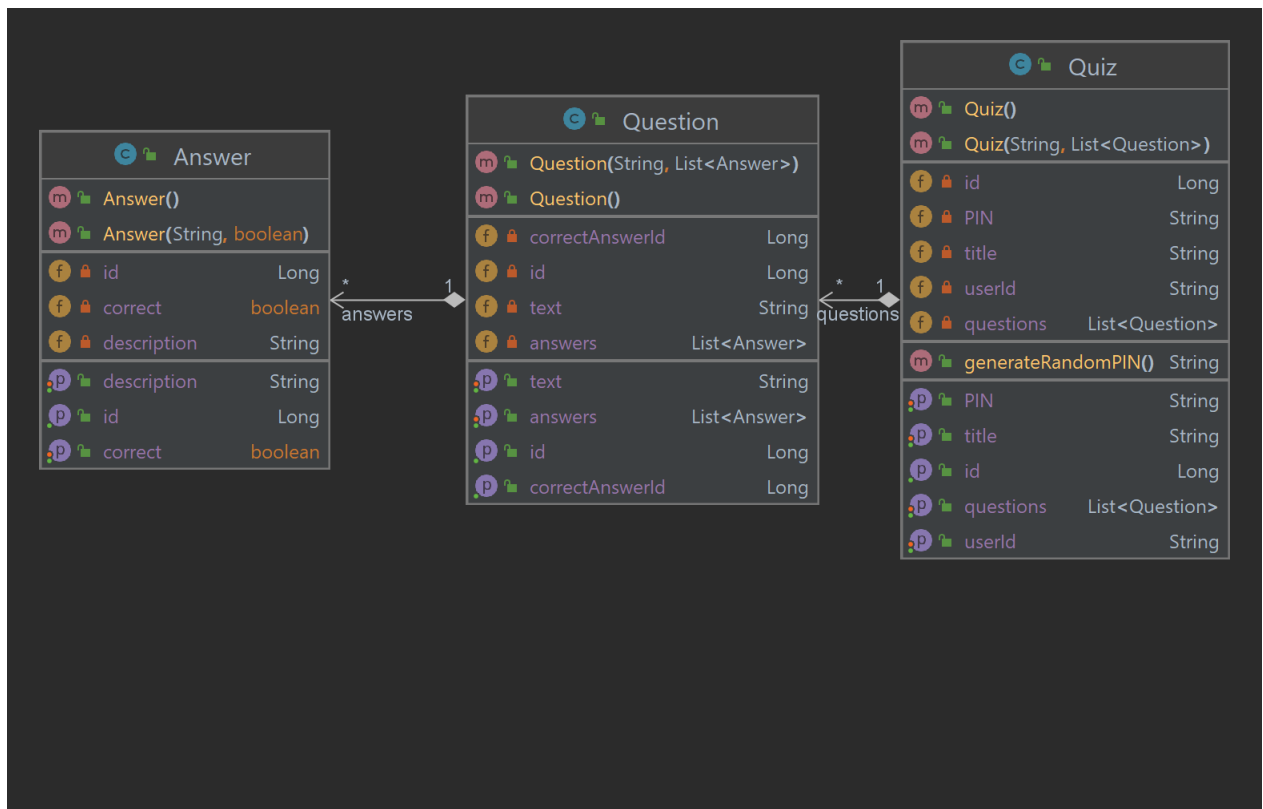 Answer
Answer()
Answer(String, boolean)
id Long
correct boolean
description String
description String
id Long
correct boolean
* 1
answers
Question
Question(String, List<Answer>)
Question()
correctAnswerId Long
id Long
text String
answers List<Answer>
text String
answers List<Answer>
id Long
correctAnswerId Long
* 1
questions
Quiz
Quiz()
Quiz(String, List<Question>)
id Long
PIN String
title String
userId String
questions List<Question>
generateRandomPIN() String
PIN String
title String
id Long
questions List<Question>
userId String